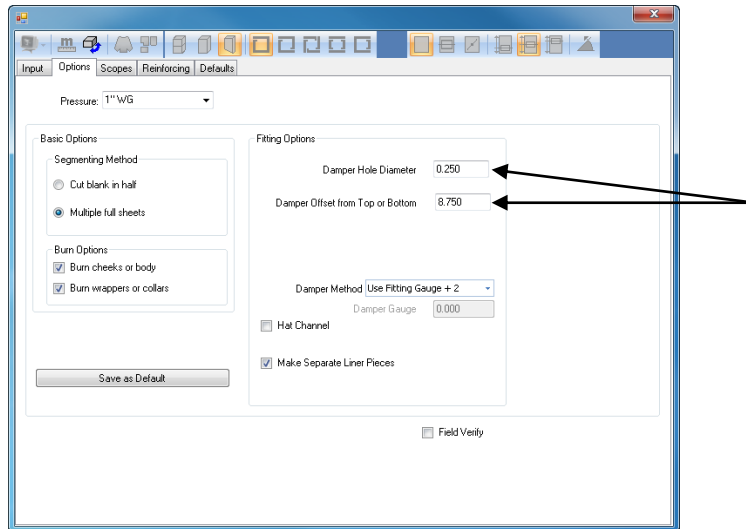 Input Options Scopes Reinforcing Defaults
Pressure: 1" WG
Basic Options
Segmenting Method
Cut blank in half
Multiple full sheets
Burn Options
Burn cheeks or body
Burn wrappers or collars
Save as Default
Fitting Options
Damper Hole Diameter 0.250
Damper Offset from Top or Bottom 8.750
Damper Method Use Fitting Gauge + 2
Damper Gauge 0.000
Hat Channel
Make Separate Liner Pieces
Field Verify